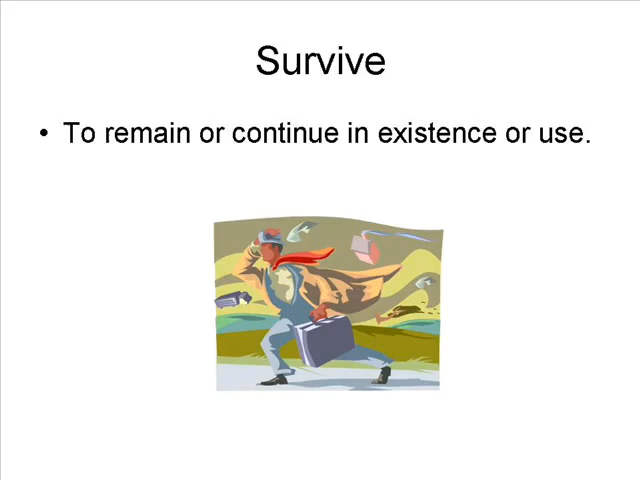 Survive
• To remain or continue in existence or use.